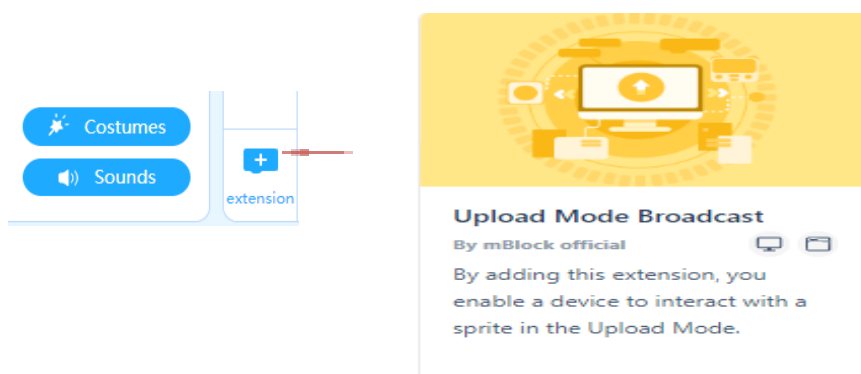 Costumes
Sounds
extension
Upload Mode Broadcast
By mBlock official
By adding this extension, you
enable a device to interact with a
sprite in the Upload Mode.